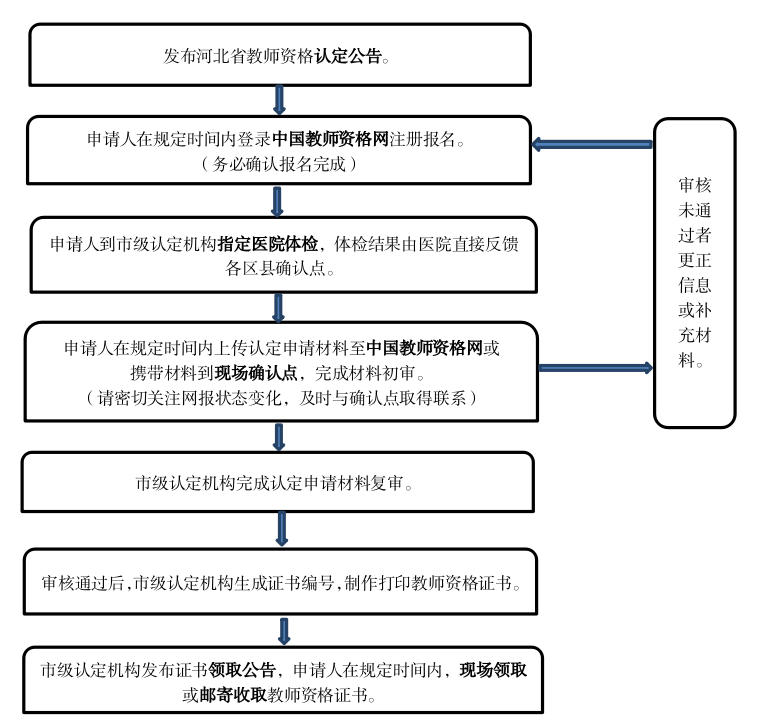 发布河北省教师资格认定公告。
申请人在规定时间内登录中国教师资格网注册报名。
（务必确认报名完成）
申请人到市级认定机构指定医院体检，体检结果由医院直接反馈
各区县确认点。
申请人在规定时间内上传认定申请材料至中国教师资格网或
携带材料到现场确认点，完成材料初审。
（请密切关注网报状态变化，及时与确认点取得联系）
审核
未通
过者
更正
信息
或补
充材
料。
市级认定机构完成认定申请材料复审。
审核通过后，市级认定机构生成证书编号，制作打印教师资格证书。
市级认定机构发布证书领取公告，申请人在规定时间内，现场领取
或邮寄收取教师资格证书。